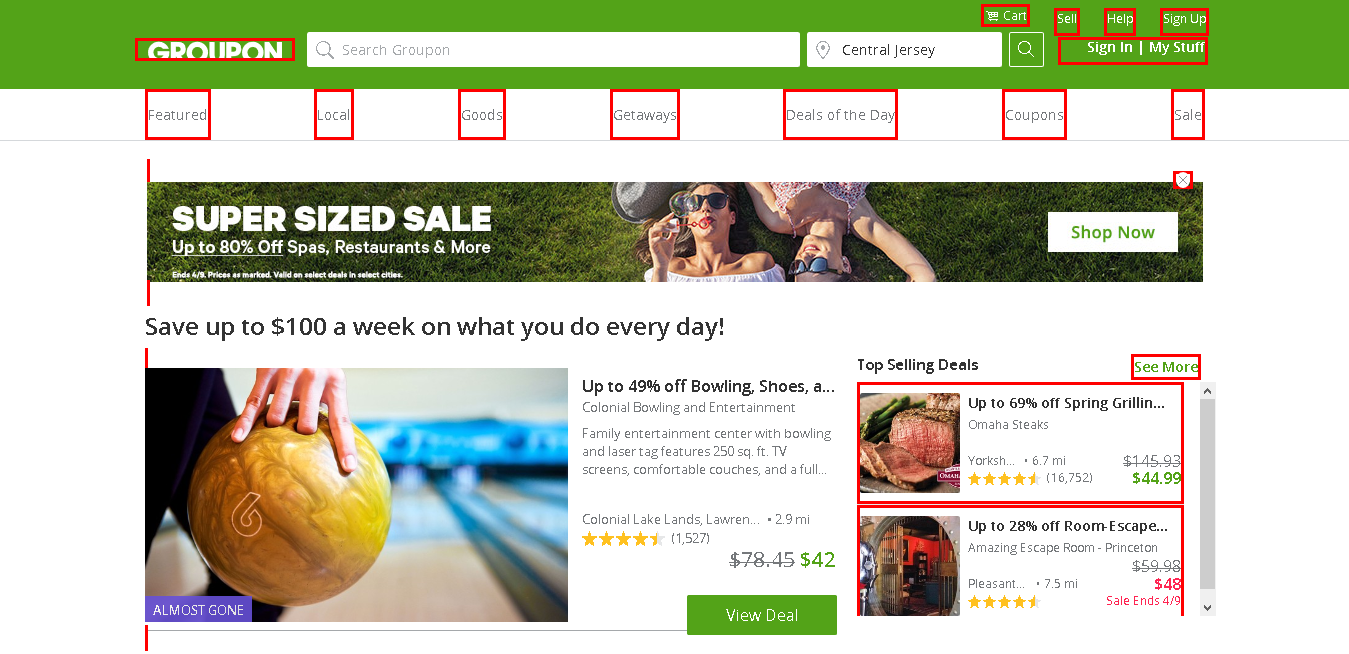 Cart
Sell
Help
Sign Up
GROUPON
Search Groupon
Central Jersey
Sign In | My Stuff
Featured
Local
Goods
Getaways
Deals of the Day
Coupons
Sale
SUPER SIZED SALE
Up to 80% Off Spas, Restaurants & More
Ends 4/9. Prices as marked. Valid on select deals in select cities.
Shop Now
Save up to $100 a week on what you do every day!
ALMOST GONE
Up to 49% off Bowling, Shoes, a...
Colonial Bowling and Entertainment
Family entertainment center with bowling
and laser tag features 250 sq. ft. TV
screens, comfortable couches, and a full...
Colonial Lake Lands, Lawren... • 2.9 mi
(1,527)
$78.45 $42
View Deal
Top Selling Deals
See More
Up to 69% off Spring Grillin...
Omaha Steaks
Yorksh... • 6.7 mi
$145.93
(16,752)
$44.99
Up to 28% off Room-Escape...
Amazing Escape Room - Princeton
$59.98
Pleasant... • 7.5 mi
$48
Sale Ends 4/9